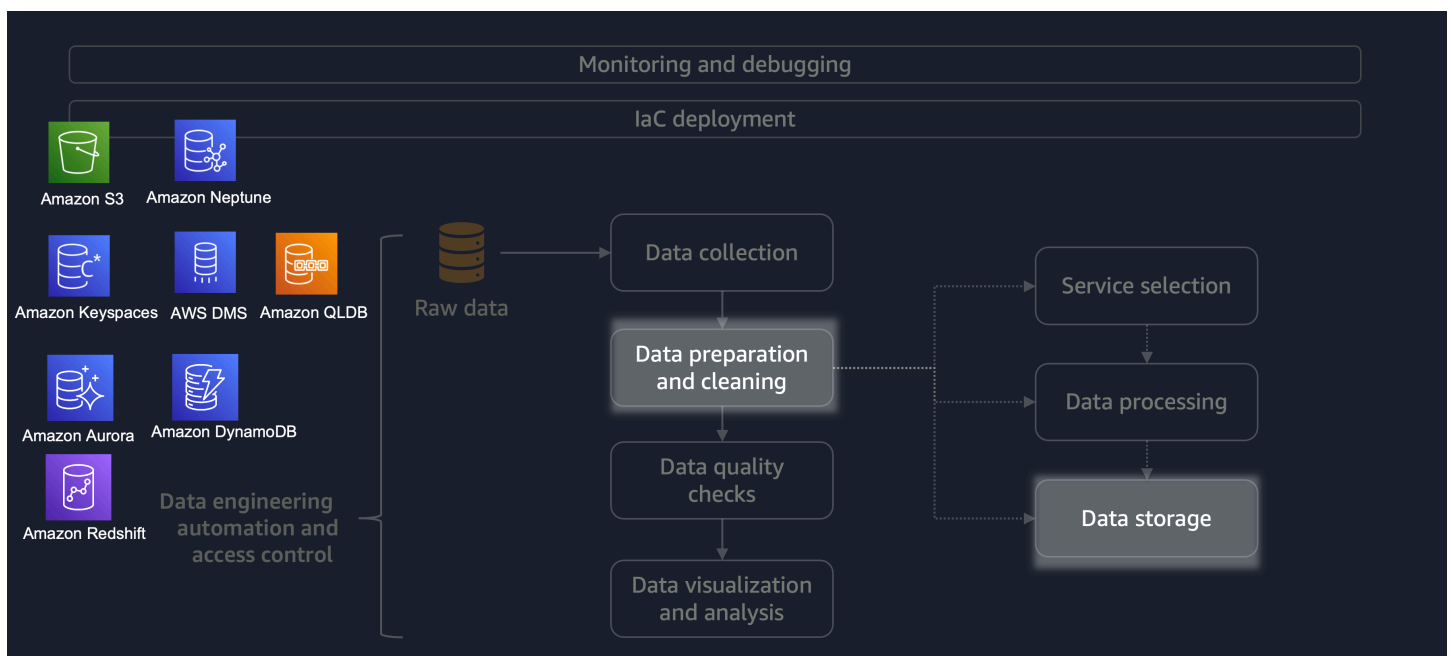 Monitoring and debugging
IaC deployment
Amazon S3
Amazon Neptune
Amazon Keyspaces
AWS DMS
Amazon QLDB
Amazon Aurora
Amazon DynamoDB
Amazon Redshift
Data engineering
automation and
access control
Raw data
Data collection
Data preparation
and cleaning
Data quality
checks
Data visualization
and analysis
Service selection
Data processing
Data storage